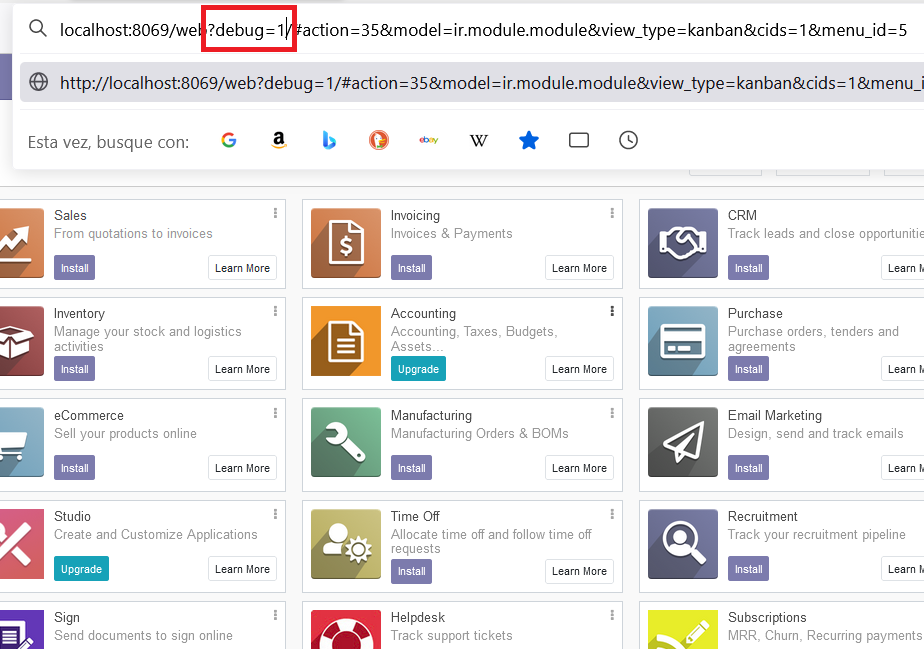 localhost:8069/web?debug=1/#action=35&model=ir.module.module&view_type=kanban&cids=1&menu_id=5
http://localhost:8069/web?debug=1/#action=35&model=ir.module.module&view_type=kanban&cids=1&menu_i
Esta vez, busque con:
G a b ebay W
Sales
From quotations to invoices
Install Learn More
Invoicing
Invoices & Payments
Install Learn More
CRM
Track leads and close opportunitie
Install Learn M
Inventory
Manage your stock and logistics
activities
Install Learn More
Accounting
Accounting, Taxes, Budgets,
Assets...
Upgrade Learn More
Purchase
Purchase orders, tenders and
agreements
Install Learn M
eCommerce
Sell your products online
Install Learn More
Manufacturing
Manufacturing Orders & BOMs
Install Learn More
Email Marketing
Design, send and track emails
Install Learn M
Studio
Create and Customize Applications
Upgrade Learn More
Time Off
Allocate time off and follow time off
requests
Install Learn More
Recruitment
Track your recruitment pipeline
Install Learn M
Sign
Send documents to sign online
Helpdesk
Track support tickets
Subscriptions
MRR, Churn, Recurring payments